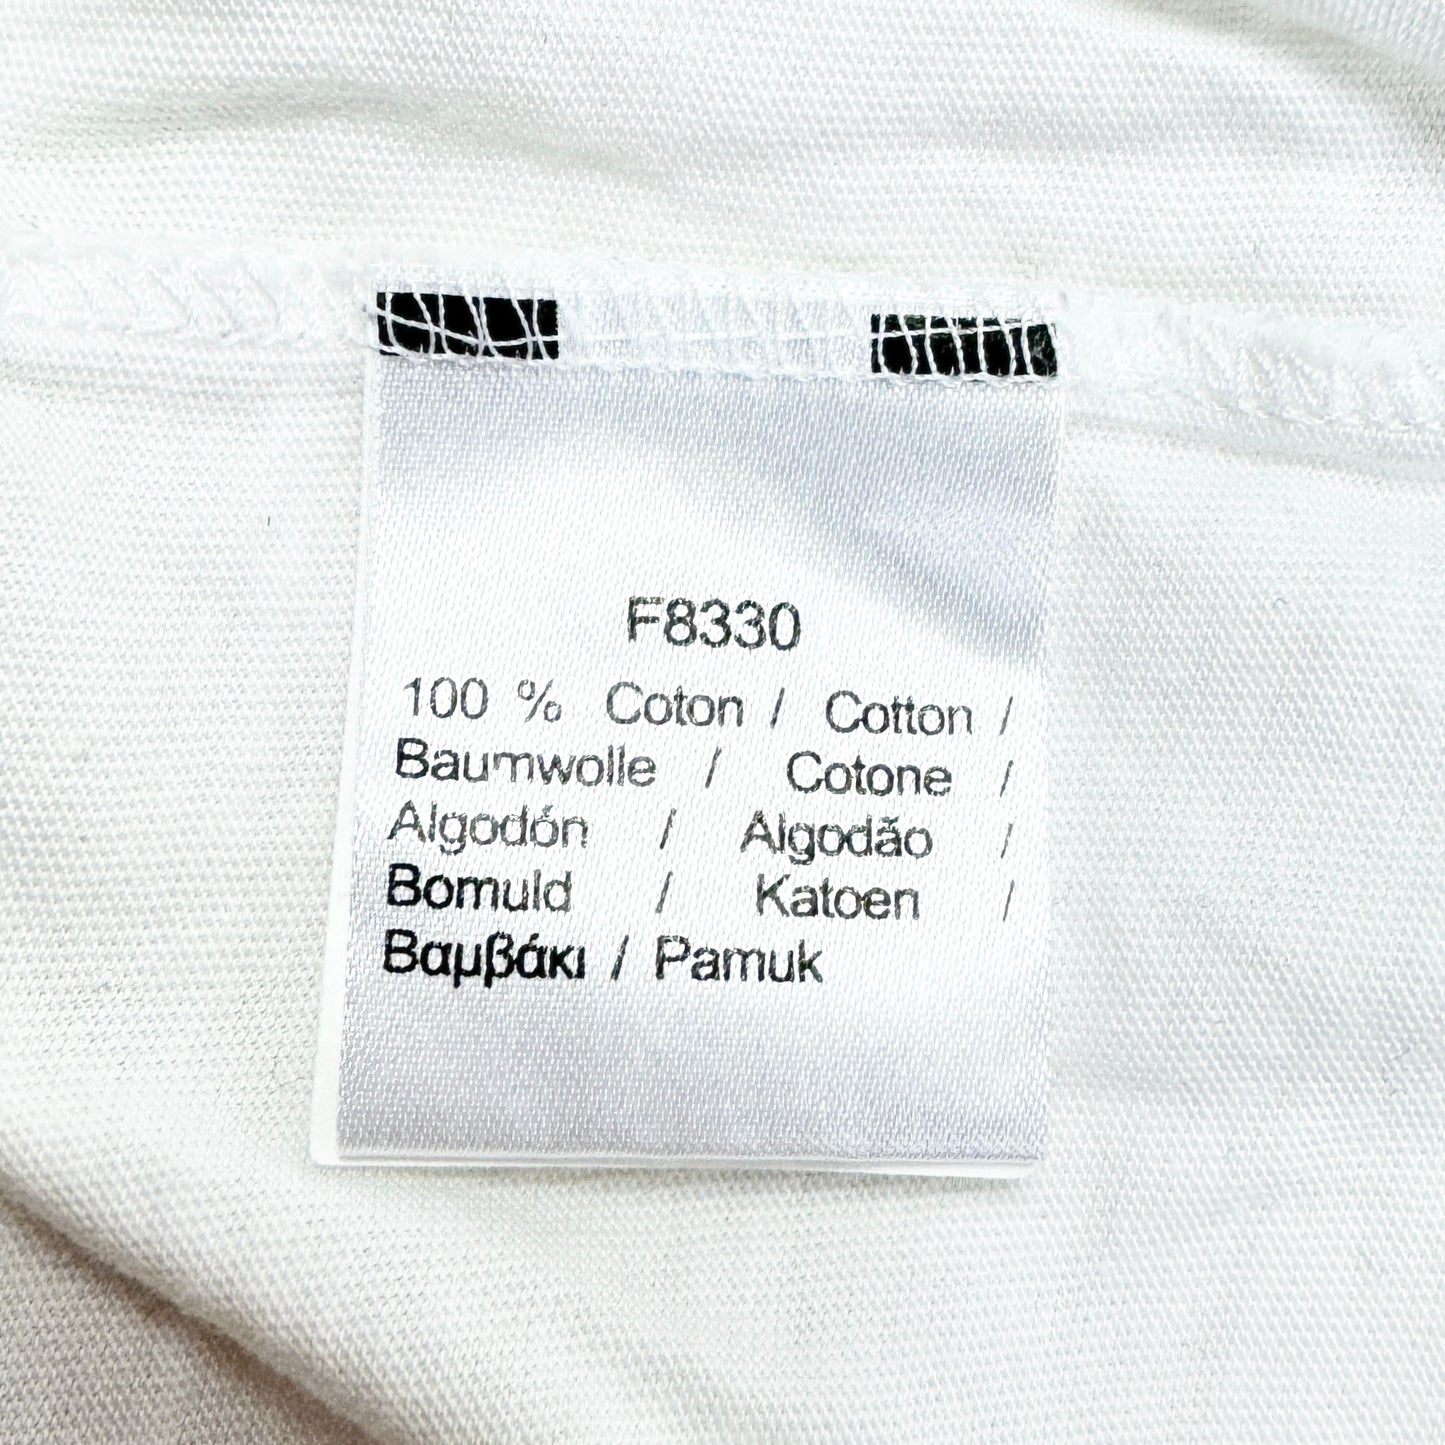 F8330
100 % Coton / Cotton /
Baumwolle / Cotone /
Algodón / Algodão /
Bomuld / Katoen /
Βαμβάκι / Pamuk